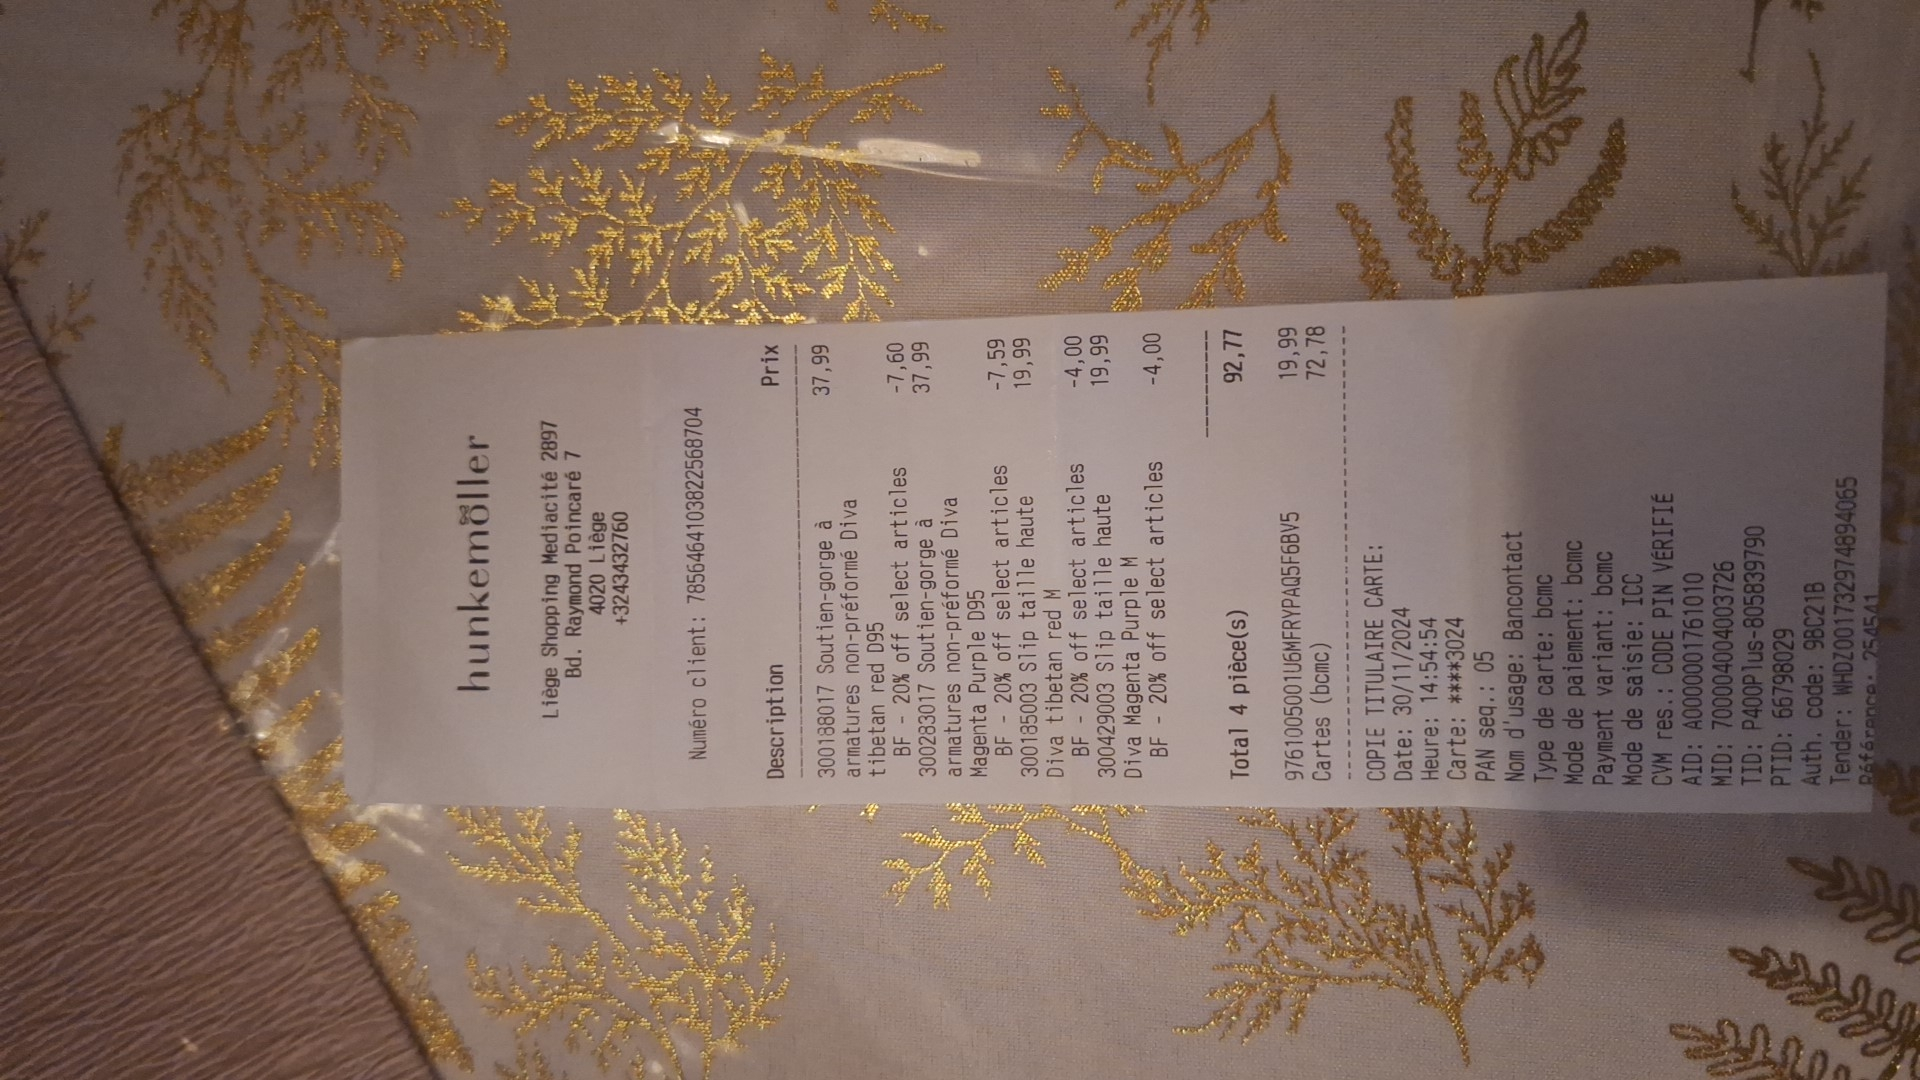 hunkemöller
Liège Shopping Mediacité 2897
Bd. Raymond Poincaré 7
4020 Liège
+3243432760
Numéro client: 7856464103822568704
Description Prix
300188017 Soutien-gorge à 37,99
armatures non-préformé Diva
tibetan red D95
BF - 20% off select articles -7,60
300283017 Soutien-gorge à 37,99
armatures non-préformé Diva
Magenta Purple D95
BF - 20% off select articles -7,59
300185003 Slip taille haute 19,99
Diva tibetan red M
BF - 20% off select articles -4,00
300429003 Slip taille haute 19,99
Diva Magenta Purple M
BF - 20% off select articles -4,00
Total 4 pièce(s) 92,77
9761005001U6MFRYPAQ5F6BV5 19,99
Cartes (bcmc) 72,78
COPIE TITULAIRE CARTE:
Date: 30/11/2024
Heure: 14:54:54
Carte: ****3024
PAN seq.: 05
Nom d'usage: Bancontact
Type de carte: bcmc
Mode de paiement: bcmc
Payment variant: bcmc
Mode de saisie: ICC
CVM res.: CODE PIN VÉRIFIÉ
AID: A000001761010
MID: 700004004003726
TID: P400Plus-805839790
PTID: 66798029
Auth. code: 9BC21B
Tender: WHDZ001732974894065
Référence: 254541